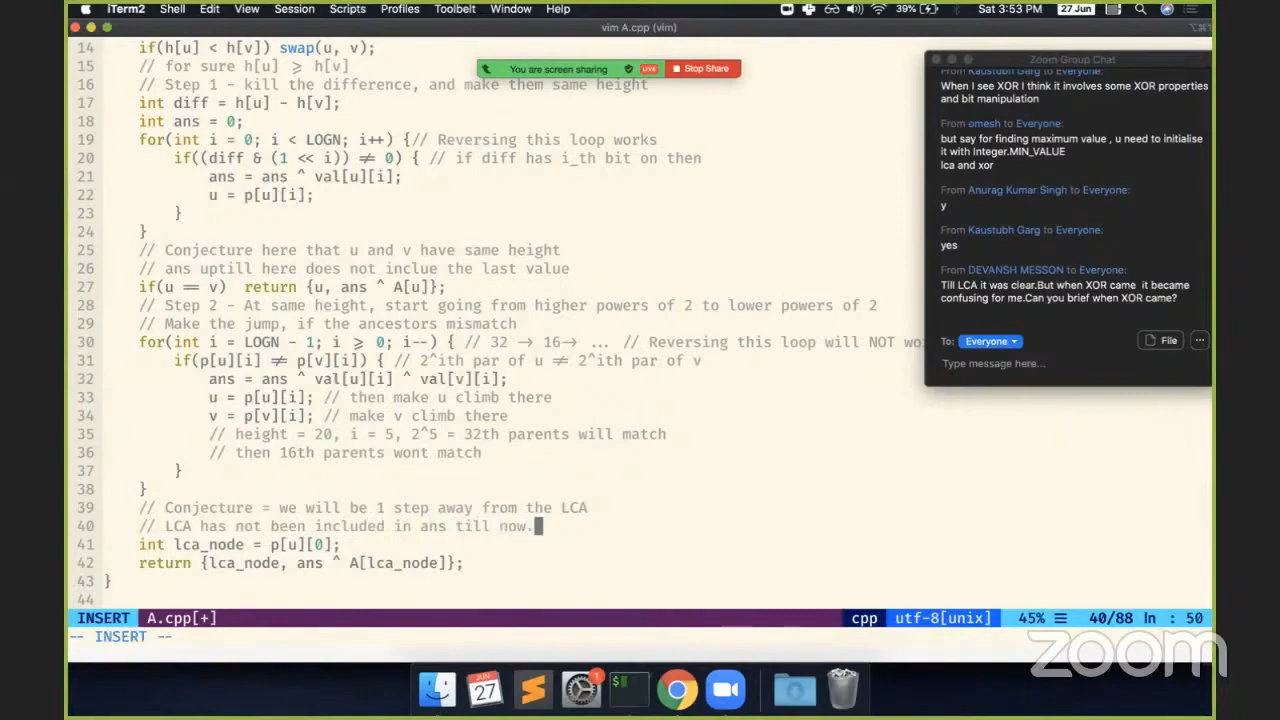 iTerm2 Shell Edit View Session Scripts Profiles Toolbelt Window Help 39% Sat 3:53 PM 27 Jun
vim A.cpp (vim)
14 if(h[u] < h[v]) swap(u, v);
15 // for sure h[u] ⩾ h[v]
You are screen sharing LIVE Stop Share
16 // Step 1 - kill the difference, and make them same height
17 int diff = h[u] - h[v];
18 int ans = 0;
19 for(int i = 0; i < LOGN; i++) {// Reversing this loop works
20 if((diff & (1 << i)) ≠ 0) { // if diff has i_th bit on then
21 ans = ans ^ val[u][i];
22 u = p[u][i];
23 }
24 }
25 // Conjecture here that u and v have same height
26 // ans uptill here does not inclue the last value
27 if(u == v) return {u, ans ^ A[u]};
28 // Step 2 - At same height, start going from higher powers of 2 to lower powers of 2
29 // Make the jump, if the ancestors mismatch
30 for(int i = LOGN - 1; i ⩾ 0; i--) { // 32 → 16→ ... // Reversing this loop will NOT wo
31 if(p[u][i] ≠ p[v][i]) { // 2^ith par of u ≠ 2^ith par of v
32 ans = ans ^ val[u][i] ^ val[v][i];
33 u = p[u][i]; // then make u climb there
34 v = p[v][i]; // make v climb there
35 // height = 20, i = 5, 2^5 = 32th parents will match
36 // then 16th parents wont match
37 }
38 }
39 // Conjecture = we will be 1 step away from the LCA
40 // LCA has not been included in ans till now.
41 int lca_node = p[u][0];
42 return {lca_node, ans ^ A[lca_node]};
43 }
44
INSERT A.cpp[+] cpp utf-8[unix] 45% ☰ 40/88 ln : 50
-- INSERT --
Zoom Group Chat
From Kaustubh Garg to Everyone:
When I see XOR I think it involves some XOR properties
and bit manipulation
From omesh to Everyone:
but say for finding maximum value , u need to initialise
it with Integer.MIN_VALUE
lca and xor
From Anurag Kumar Singh to Everyone:
y
From Kaustubh Garg to Everyone:
yes
From DEVANSH MESSON to Everyone:
Till LCA it was clear.But when XOR came it became
confusing for me.Can you brief when XOR came?
To: Everyone File ...
Type message here...
JUN
27
1
$
zoom